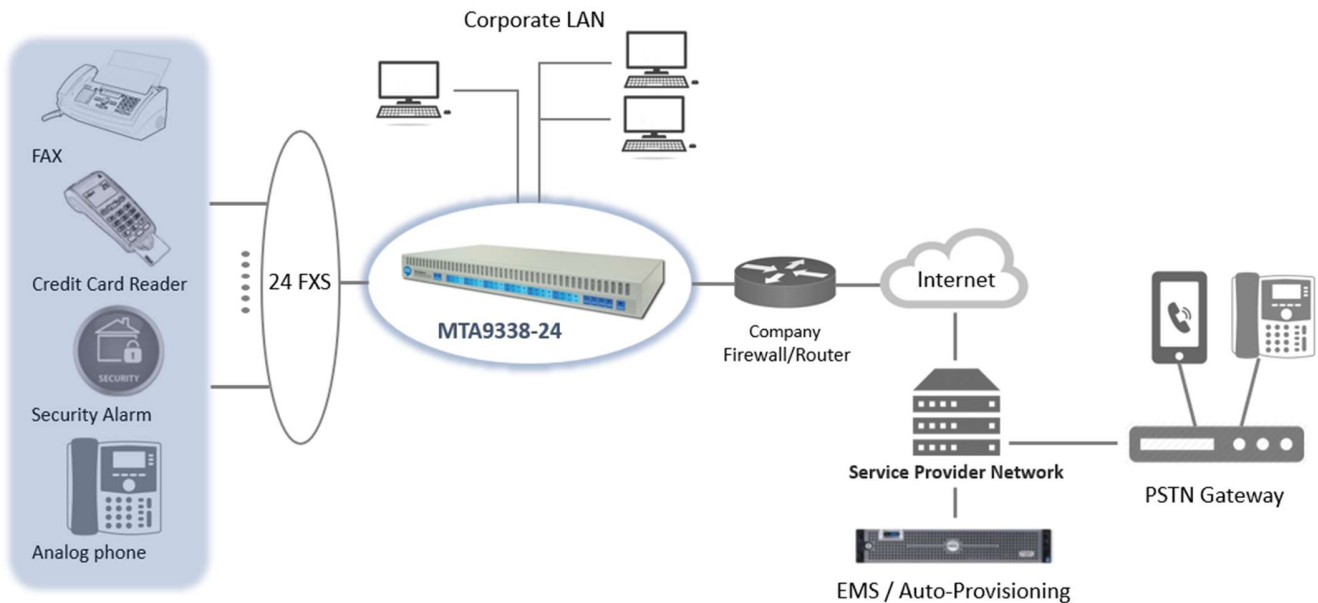 Corporate LAN
FAX
Credit Card Reader
SECURITY
Security Alarm
Analog phone
24 FXS
MTA9338-24
Company
Firewall/Router
Internet
Service Provider Network
EMS / Auto-Provisioning
PSTN Gateway